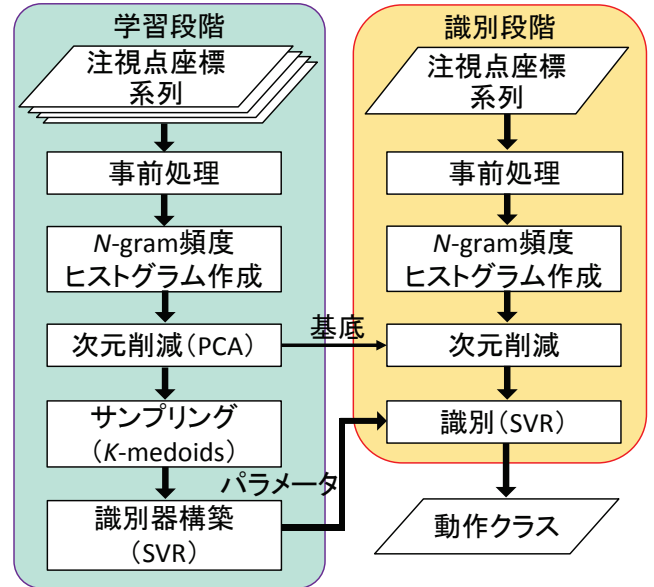 学習段階
注視点座標
系列
事前処理
N-gram頻度
ヒストグラム作成
次元削減(PCA)
サンプリング
(K-medoids)
識別器構築
(SVR)
基底
パラメータ
識別段階
注視点座標
系列
事前処理
N-gram頻度
ヒストグラム作成
次元削減
識別(SVR)
動作クラス